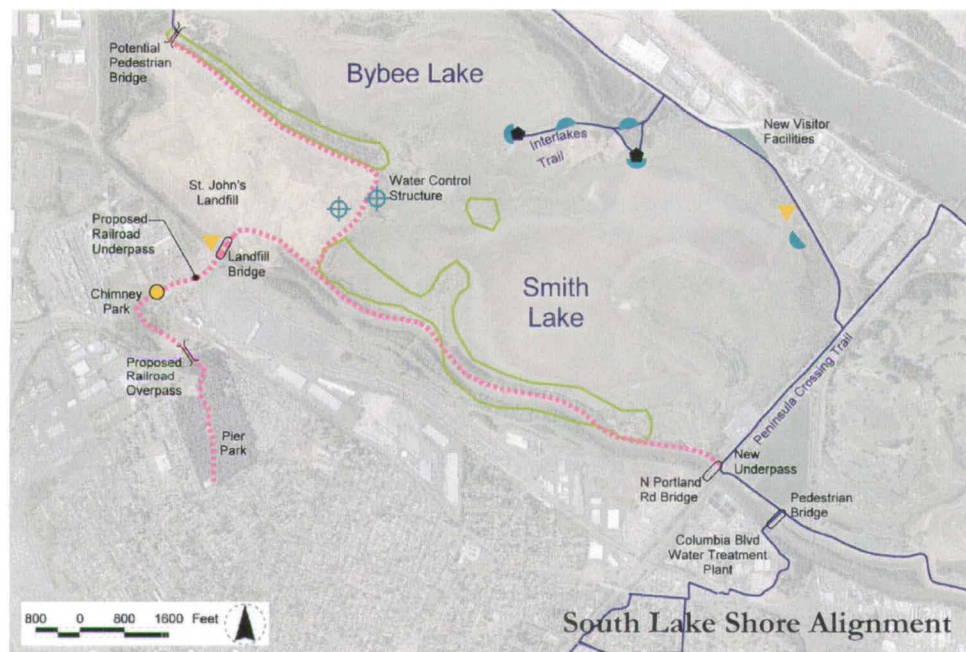 Potential
Pedestrian
Bridge
Bybee Lake
Interlakes
Trail
New Visitor
Facilities
St. John's
Landfill
Water Control
Structure
Proposed
Railroad
Underpass
Landfill
Bridge
Chimney
Park
Smith
Lake
Proposed
Railroad
Overpass
Peninsula Crossing Trail
Pier
Park
New
Underpass
N Portland
Rd Bridge
Pedestrian
Bridge
Columbia Blvd
Water Treatment
Plant
800 0 800 1600 Feet
South Lake Shore Alignment